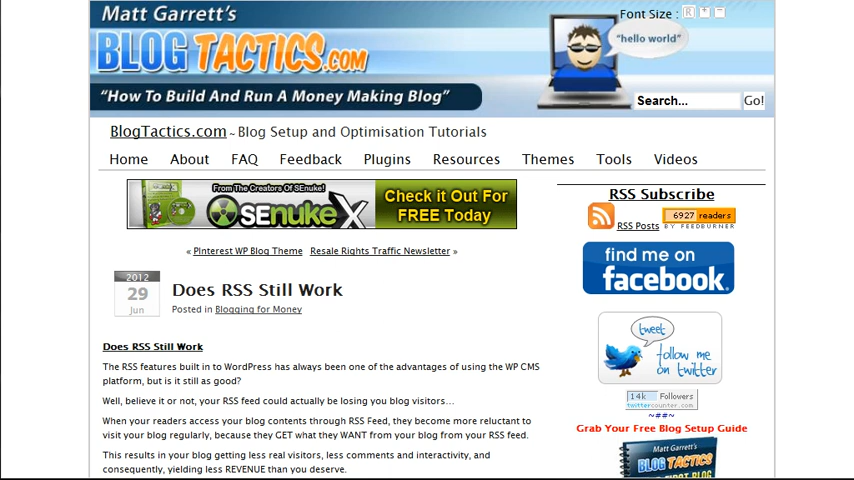 Matt Garrett's
Font Size : R + −
BLOG TACTICS.COM
"hello world"
"How To Build And Run A Money Making Blog"
Search... Go!
BlogTactics.com ~ Blog Setup and Optimisation Tutorials
Home About FAQ Feedback Plugins Resources Themes Tools Videos
From The Creators Of SEnuke!
SEnuke X
Check it Out For
FREE Today
RSS Subscribe
RSS Posts 6927 readers
BY FEEDBURNER
« PInterest WP Blog Theme Resale Rights Traffic Newsletter »
find me on
facebook.
2012
29
Jun
Does RSS Still Work
Posted in Blogging for Money
tweet
follow me
on twitter
Does RSS Still Work
The RSS features built in to WordPress has always been one of the advantages of using the WP CMS
platform, but is it still as good?
Well, believe it or not, your RSS feed could actually be losing you blog visitors...
When your readers access your blog contents through RSS Feed, they become more reluctant to
visit your blog regularly, because they GET what they WANT from your blog from your RSS feed.
This results in your blog getting less real visitors, less comments and interactivity, and
consequently, yielding less REVENUE than you deserve.
14k Followers
twittercounter.com
~##~
Grab Your Free Blog Setup Guide
BLOG TACTICS